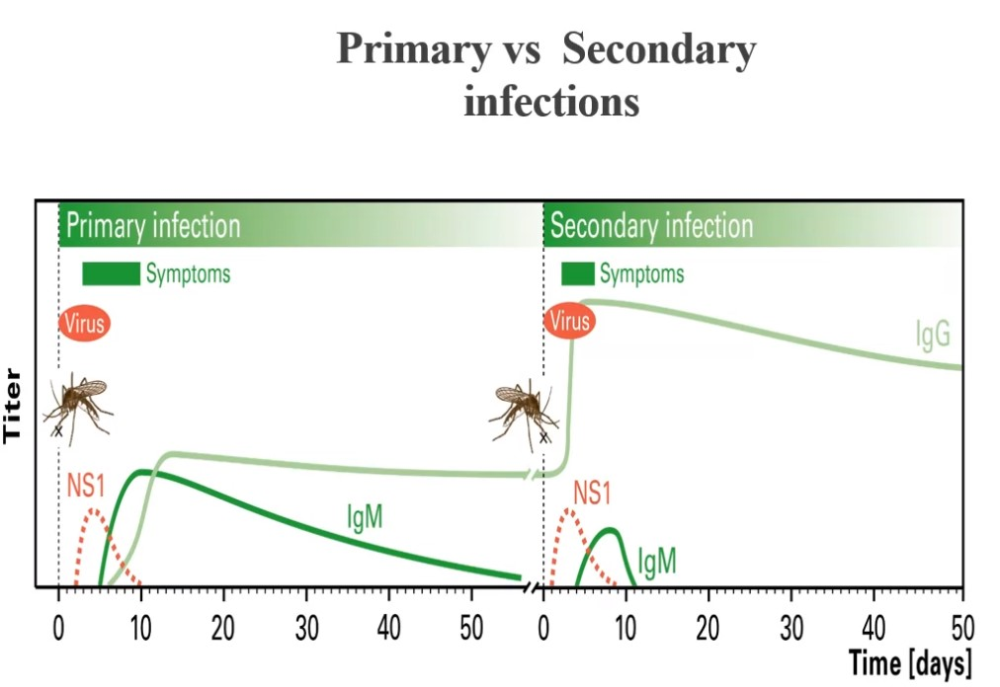 Primary vs Secondary
infections
Primary infection
Secondary infection
Symptoms
Symptoms
Virus
Virus
IgG
Titer
x
x
NS1
NS1
IgM
IgM
0 10 20 30 40 50 0 10 20 30 40 50
Time [days]